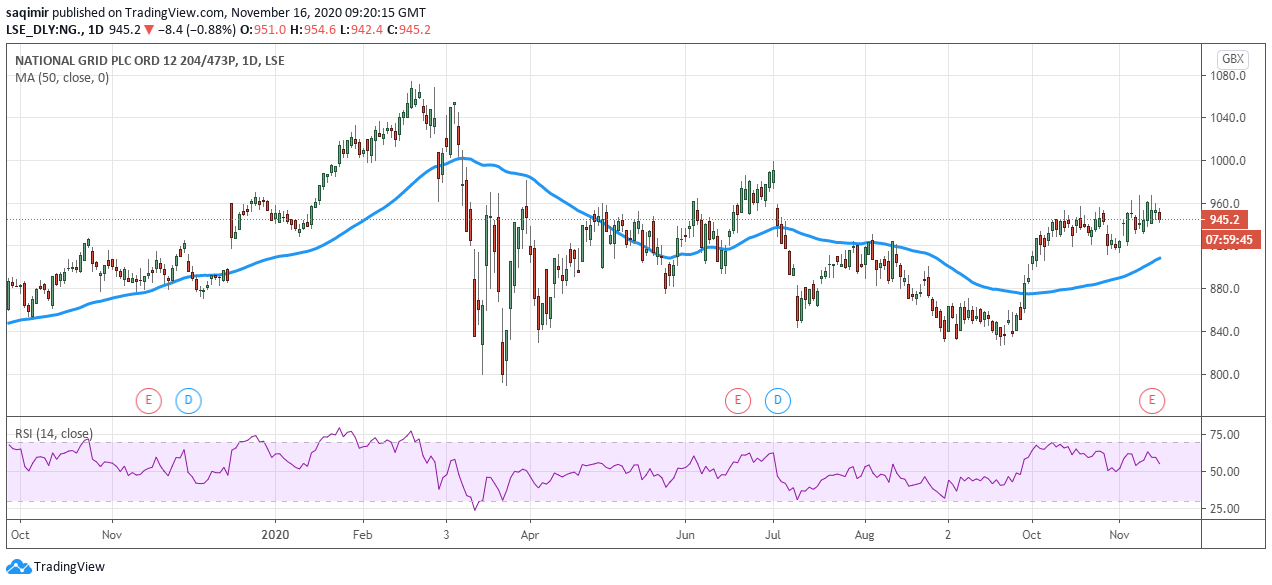 saqimir published on TradingView.com, November 16, 2020 09:20:15 GMT
LSE_DLY:NG., 1D 945.2 ▼ −8.4 (−0.88%) O:951.0 H:954.6 L:942.4 C:945.2
NATIONAL GRID PLC ORD 12 204/473P, 1D, LSE
MA (50, close, 0)
GBX
1080.0
1040.0
1000.0
960.0
945.2
07:59:45
880.0
840.0
800.0
E D E D E
RSI (14, close)
75.00
50.00
25.00
Oct Nov 2020 Feb 3 Apr Jun Jul Aug 2 Oct Nov
TradingView